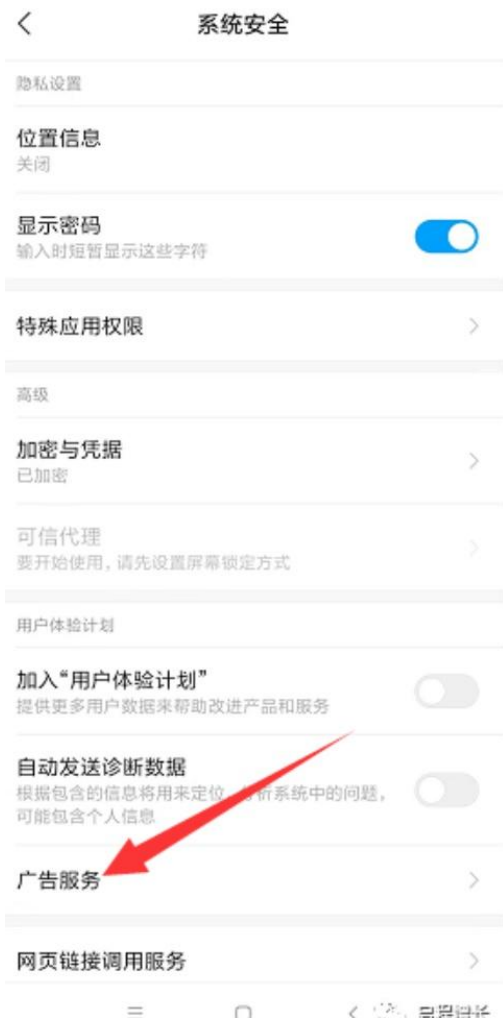 系统安全
隐私设置
位置信息
关闭
显示密码
输入时短暂显示这些字符
特殊应用权限
高级
加密与凭据
已加密
可信代理
要开始使用，请先设置屏幕锁定方式
用户体验计划
加入“用户体验计划”
提供更多用户数据来帮助改进产品和服务
自动发送诊断数据
根据包含的信息将用来定位、分析系统中的问题，
可能包含个人信息
广告服务
网页链接调用服务